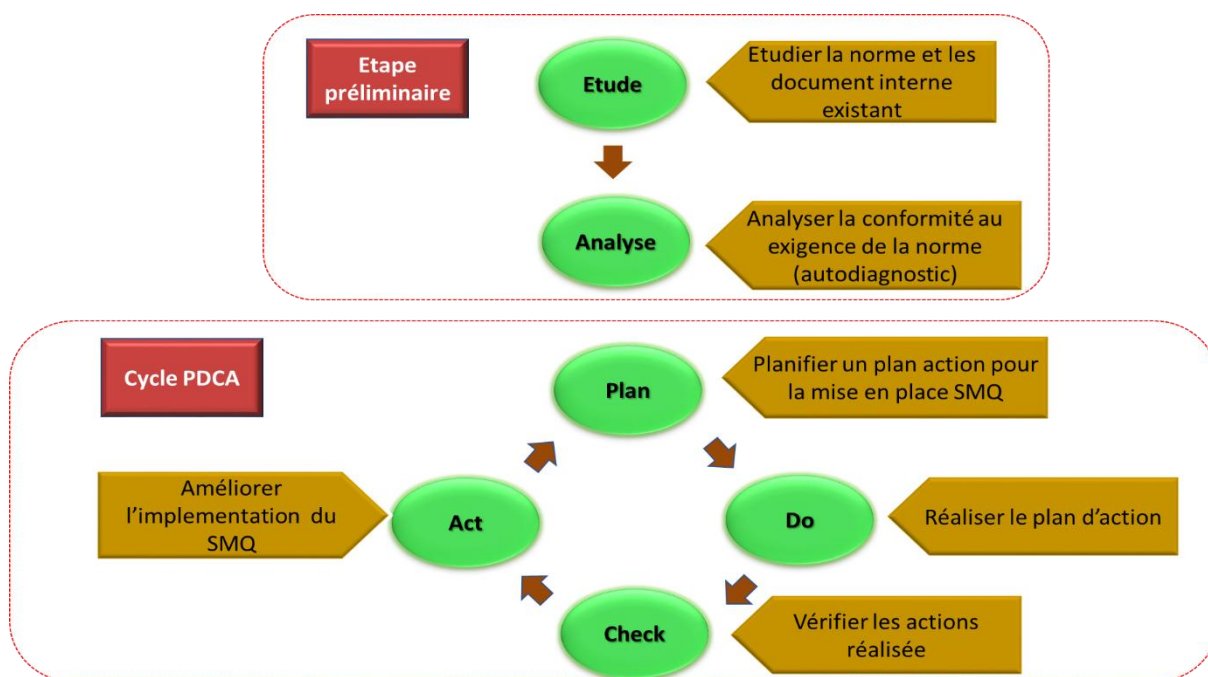 Etape
préliminaire
Etude
Etudier la norme et les
document interne
existant
Analyse
Analyser la conformité au
exigence de la norme
(autodiagnostic)
Cycle PDCA
Plan
Planifier un plan action pour
la mise en place SMQ
Améliorer
l'implementation du
SMQ
Act
Do
Réaliser le plan d'action
Check
Vérifier les actions
réalisée